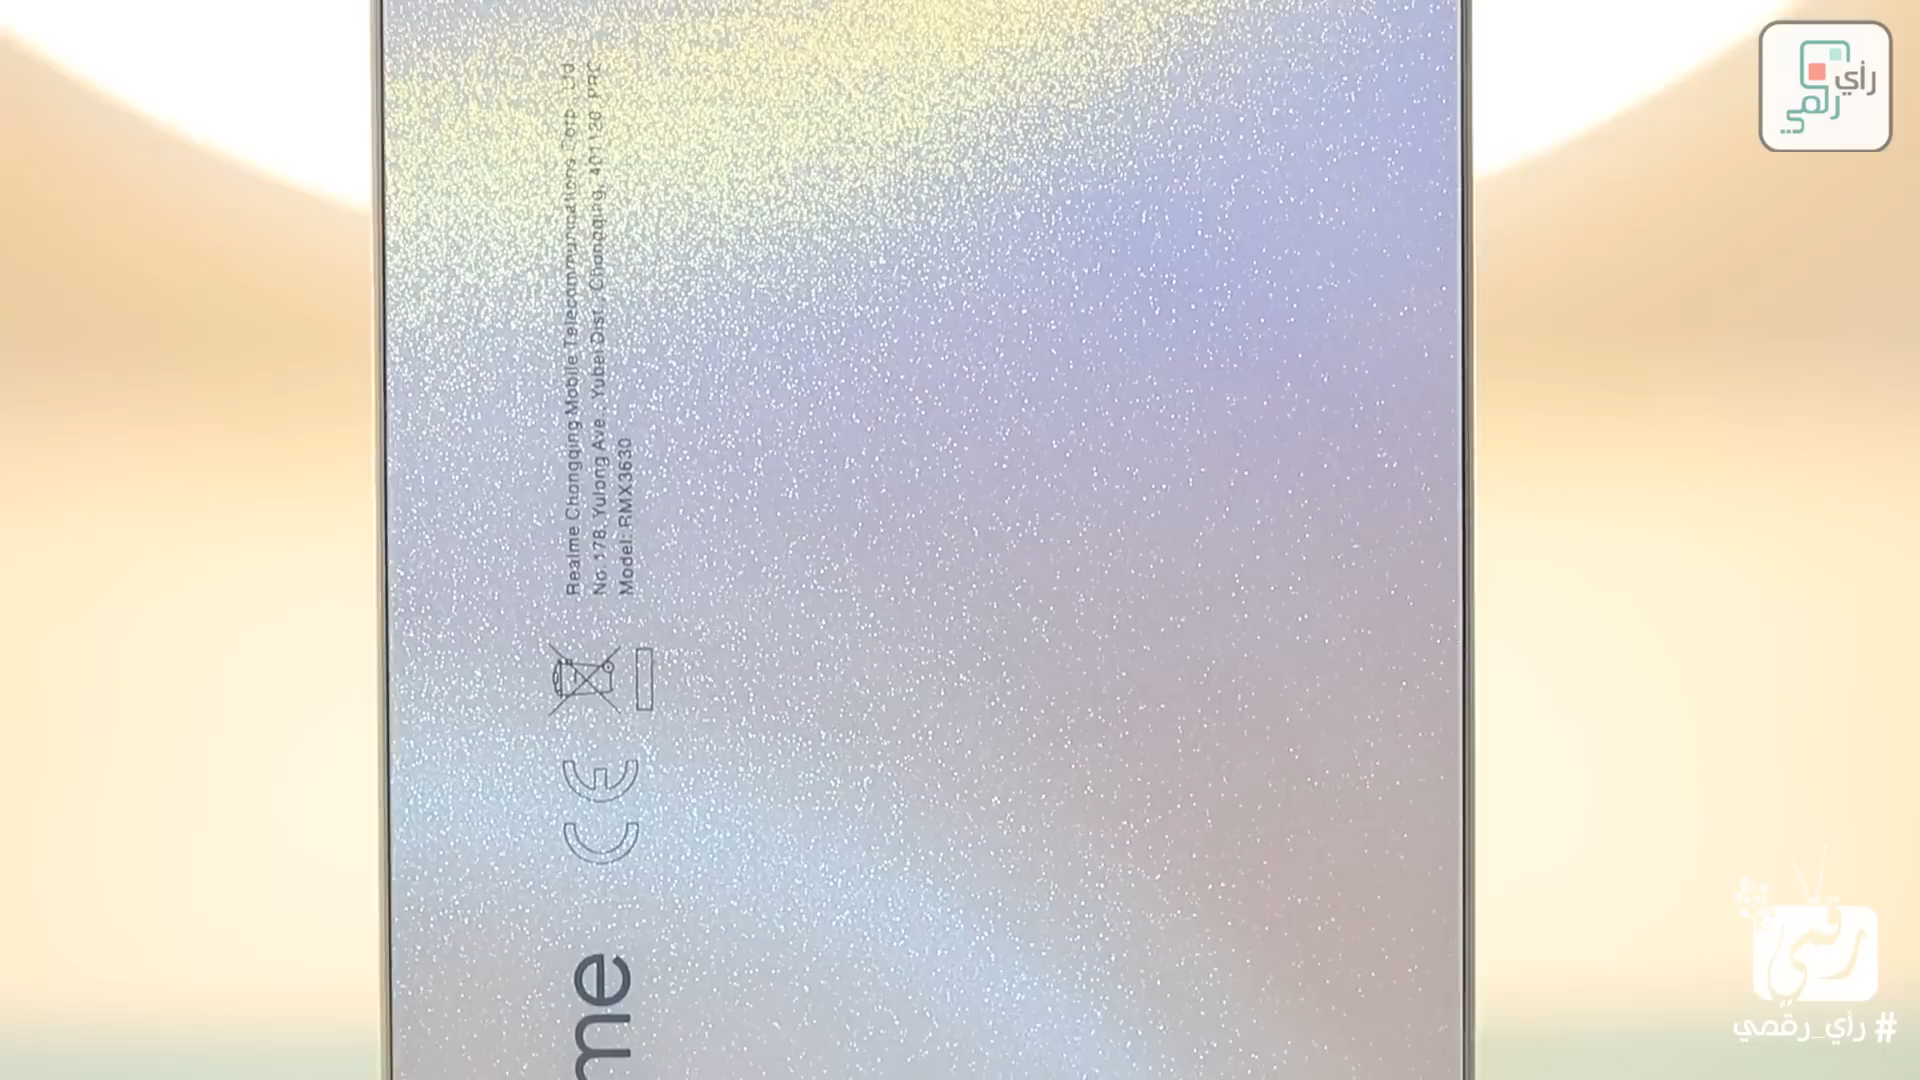 Realme Chongqing Mobile Telecommunications Corp., Ltd.
No.178 Yulong Ave., Yubei Dist., Chongqing, 401120 PRC
Model: RMX3630
CE
me
رأي
رقمي
# رأي_رقمي